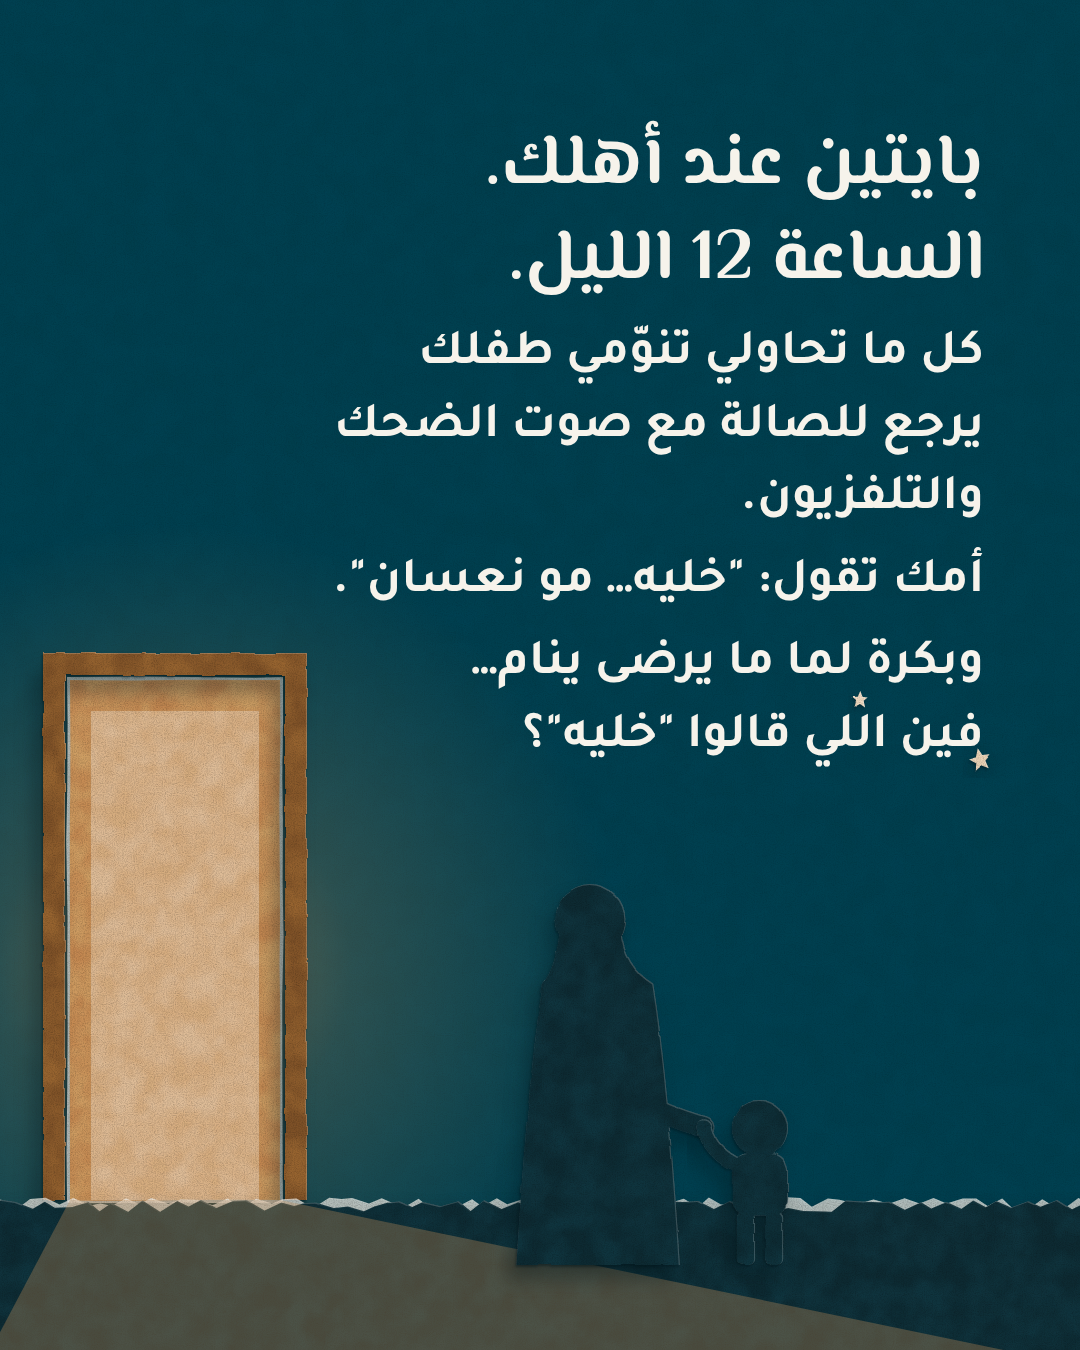 بايتين عند أهلك.
الساعة 12 الليل.
كل ما تحاولي تنوّمي طفلك
يرجع للصالة مع صوت الضحك
والتلفزيون.
أمك تقول: "خليه... مو نعسان".
وبكرة لما ما يرضى ينام...
فين اللي قالوا "خليه"؟